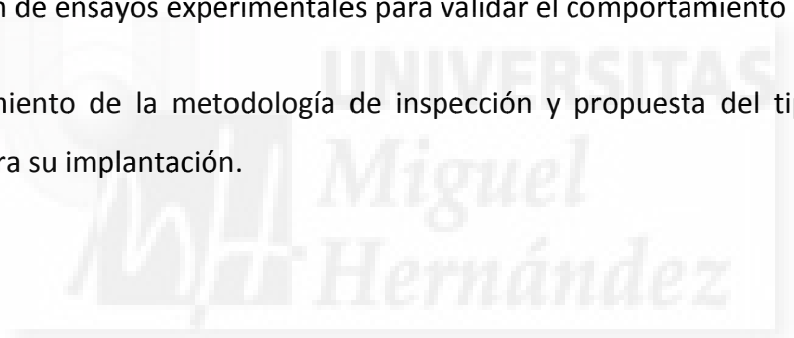 n de ensayos experimentales para validar el comportamiento
miento de la metodología de inspección y propuesta del ti
ra su implantación.
UNIVERSITAS
Miguel
Hernández